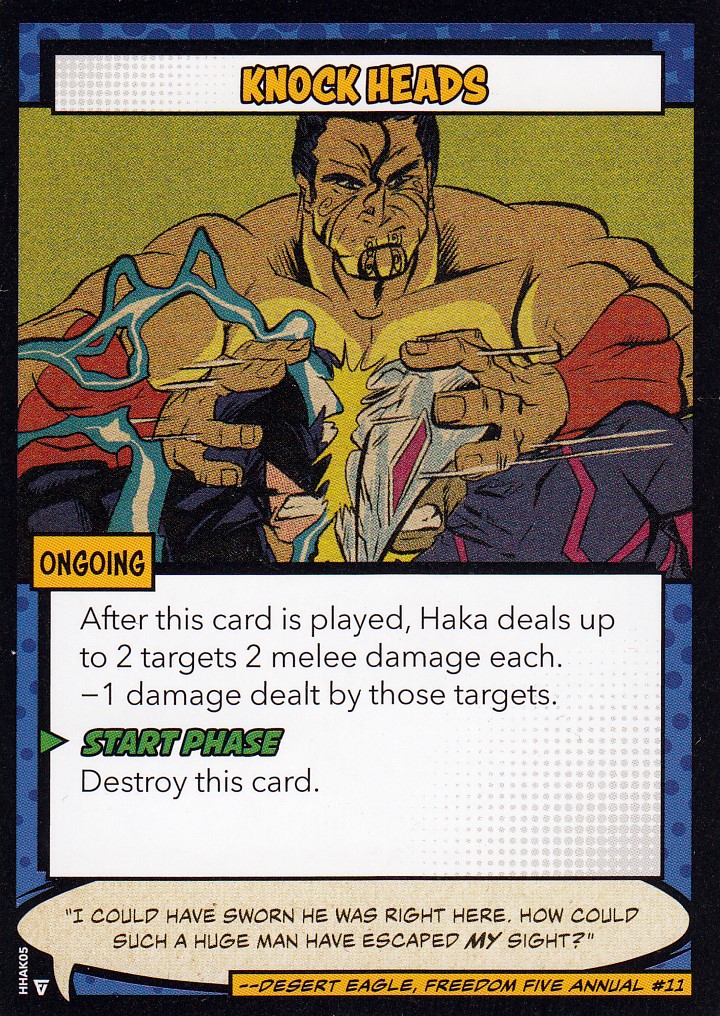 KNOCK HEADS
ONGOING
After this card is played, Haka deals up
to 2 targets 2 melee damage each.
−1 damage dealt by those targets.
START PHASE
Destroy this card.
"I COULD HAVE SWORN HE WAS RIGHT HERE. HOW COULD
SUCH A HUGE MAN HAVE ESCAPED MY SIGHT?"
--DESERT EAGLE, FREEDOM FIVE ANNUAL #11
HHAK05